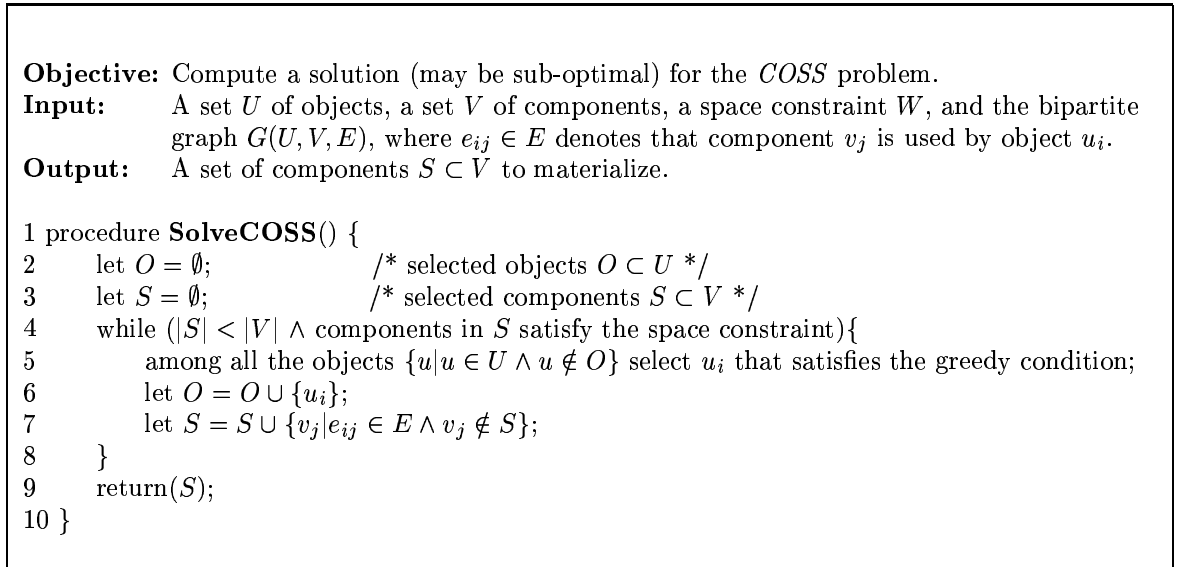 Objective: Compute a solution (may be sub-optimal) for the COSS problem.
Input: A set U of objects, a set V of components, a space constraint W, and the bipartite
graph G(U, V, E), where e_{ij} ∈ E denotes that component v_j is used by object u_i.
Output: A set of components S ⊂ V to materialize.
1 procedure SolveCOSS() {
2 let O = ∅; /* selected objects O ⊂ U */
3 let S = ∅; /* selected components S ⊂ V */
4 while (|S| < |V| ∧ components in S satisfy the space constraint){
5 among all the objects {u|u ∈ U ∧ u ∉ O} select u_i that satisfies the greedy condition;
6 let O = O ∪ {u_i};
7 let S = S ∪ {v_j|e_{ij} ∈ E ∧ v_j ∉ S};
8 }
9 return(S);
10 }